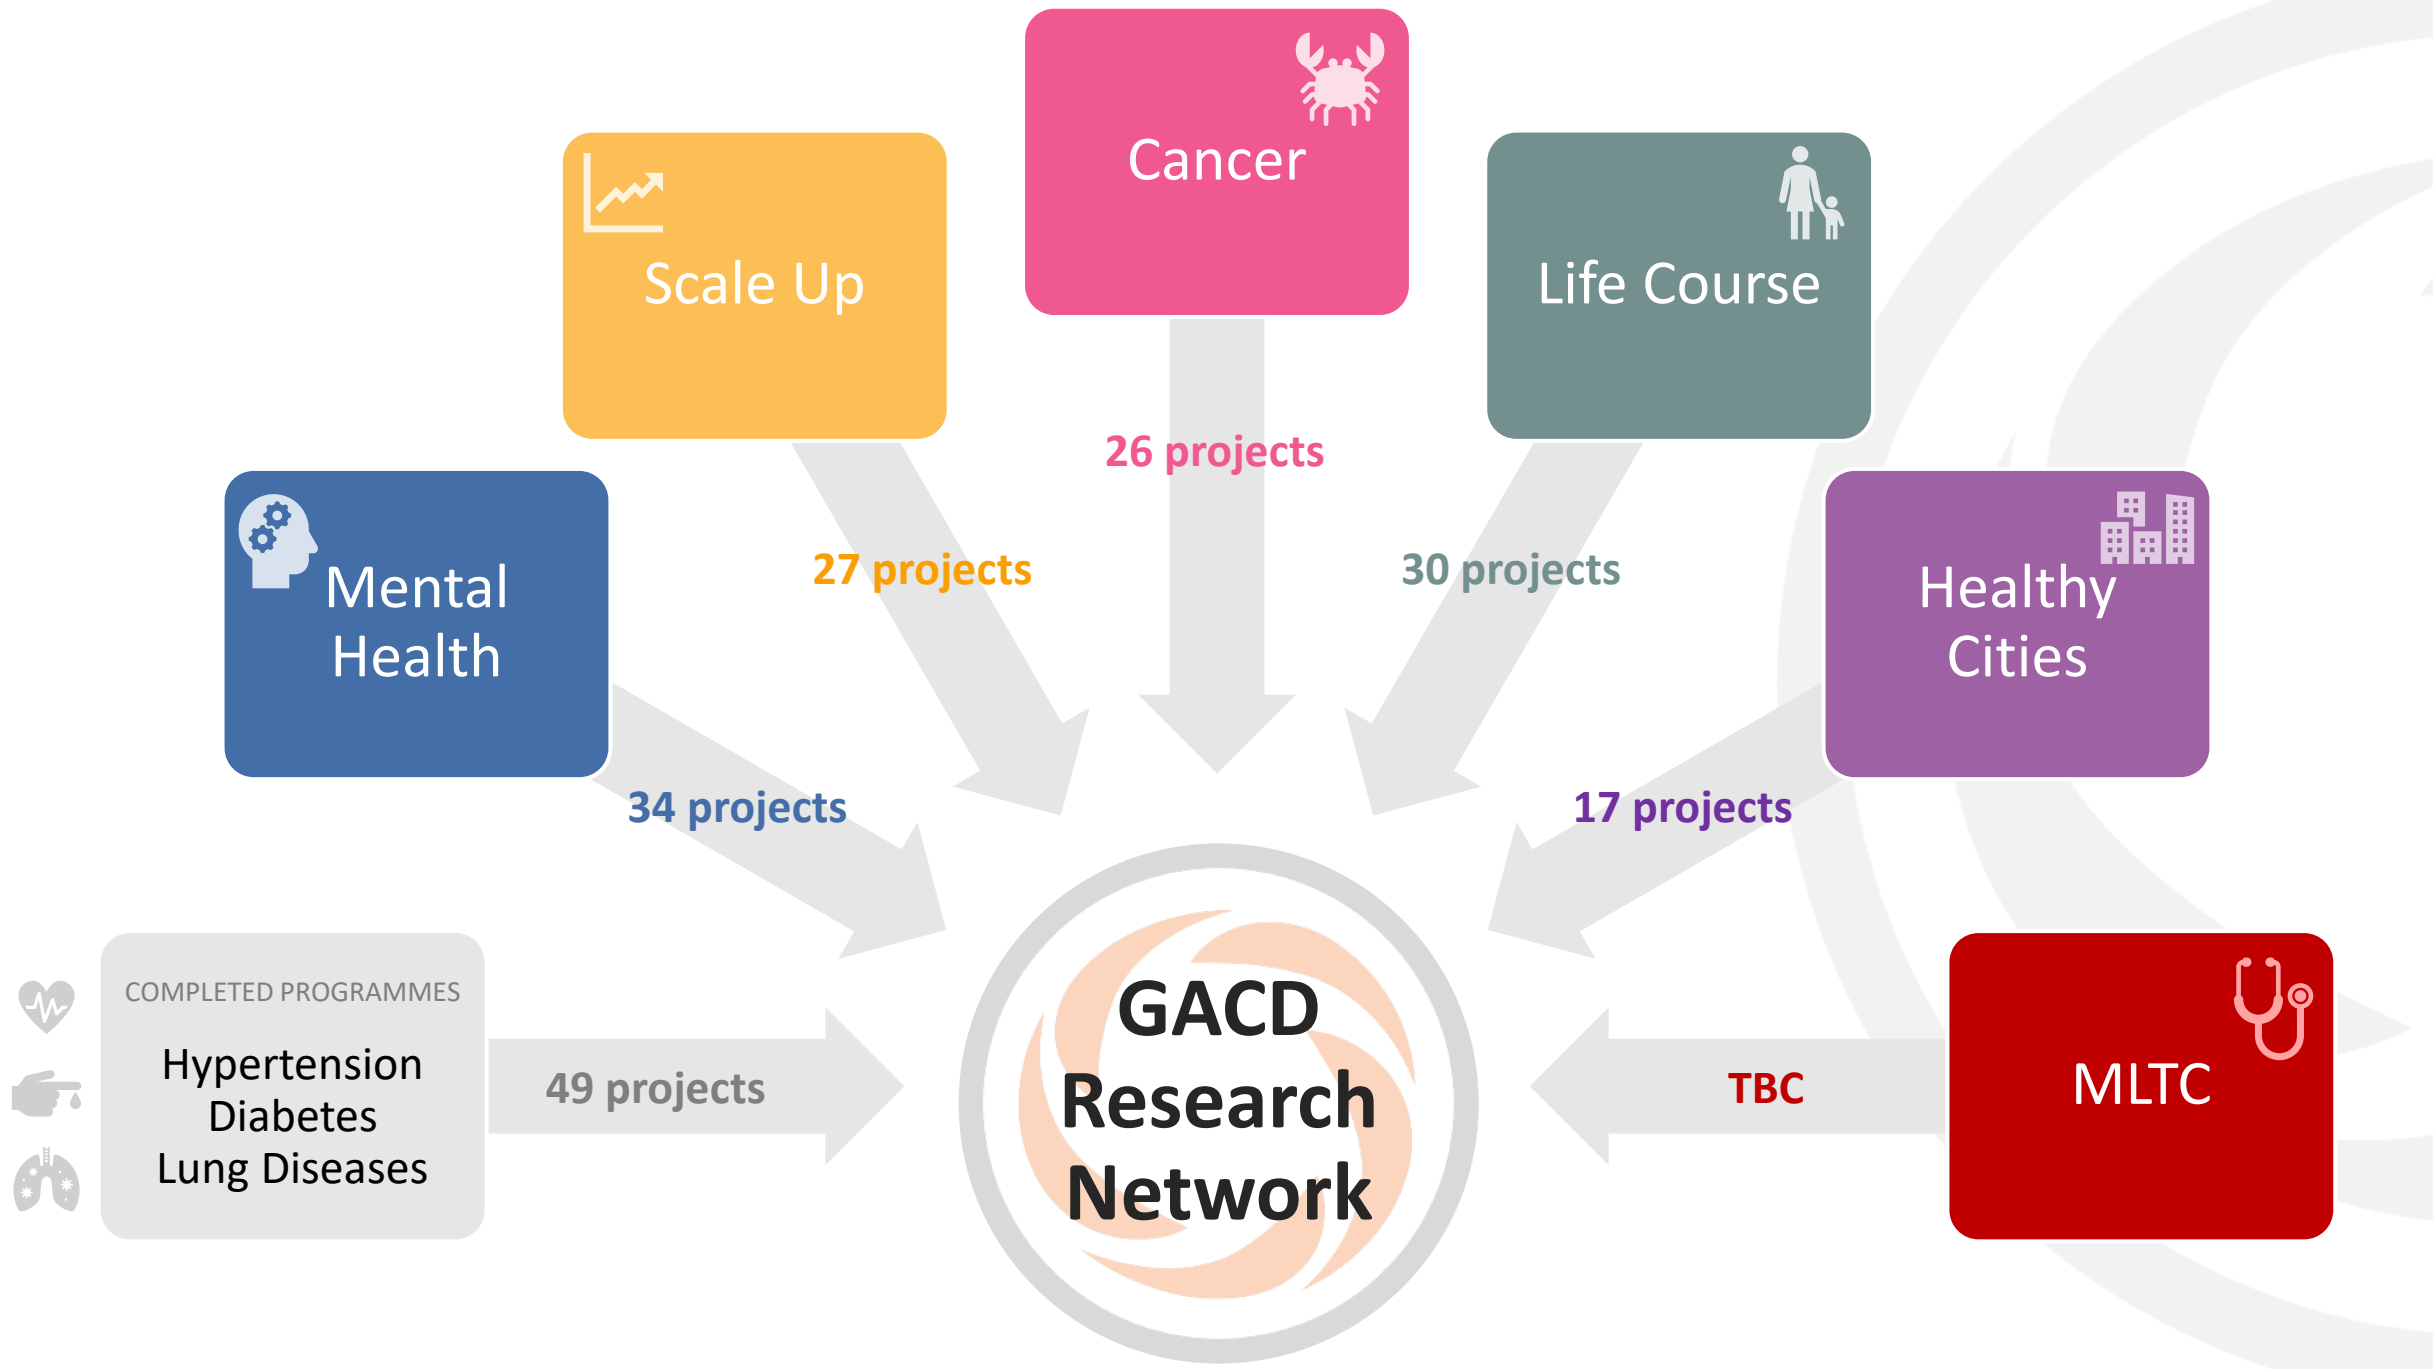 Cancer
Scale Up
Life Course
26 projects
27 projects
30 projects
Mental
Health
Healthy
Cities
34 projects
17 projects
COMPLETED PROGRAMMES
Hypertension
Diabetes
Lung Diseases
49 projects
GACD
Research
Network
TBC
MLTC